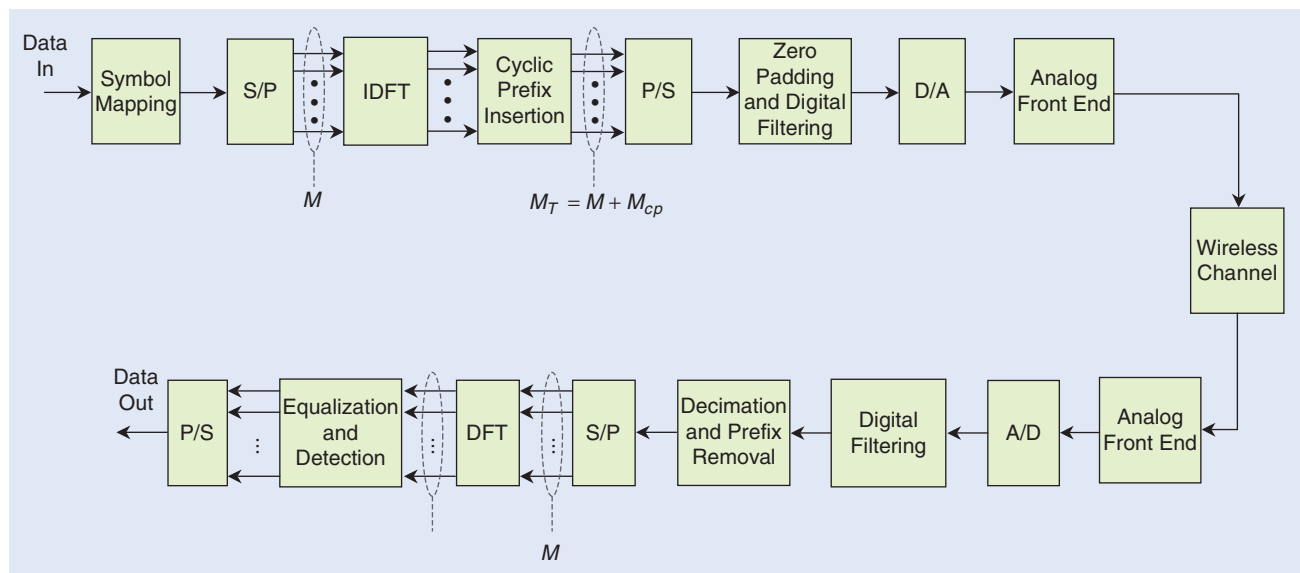 Data
In
Symbol
Mapping
S/P
IDFT
Cyclic
Prefix
Insertion
P/S
Zero
Padding
and Digital
Filtering
D/A
Analog
Front End
M
M_T = M + M_cp
Wireless
Channel
Data
Out
P/S
Equalization
and
Detection
DFT
S/P
Decimation
and Prefix
Removal
Digital
Filtering
A/D
Analog
Front End
M